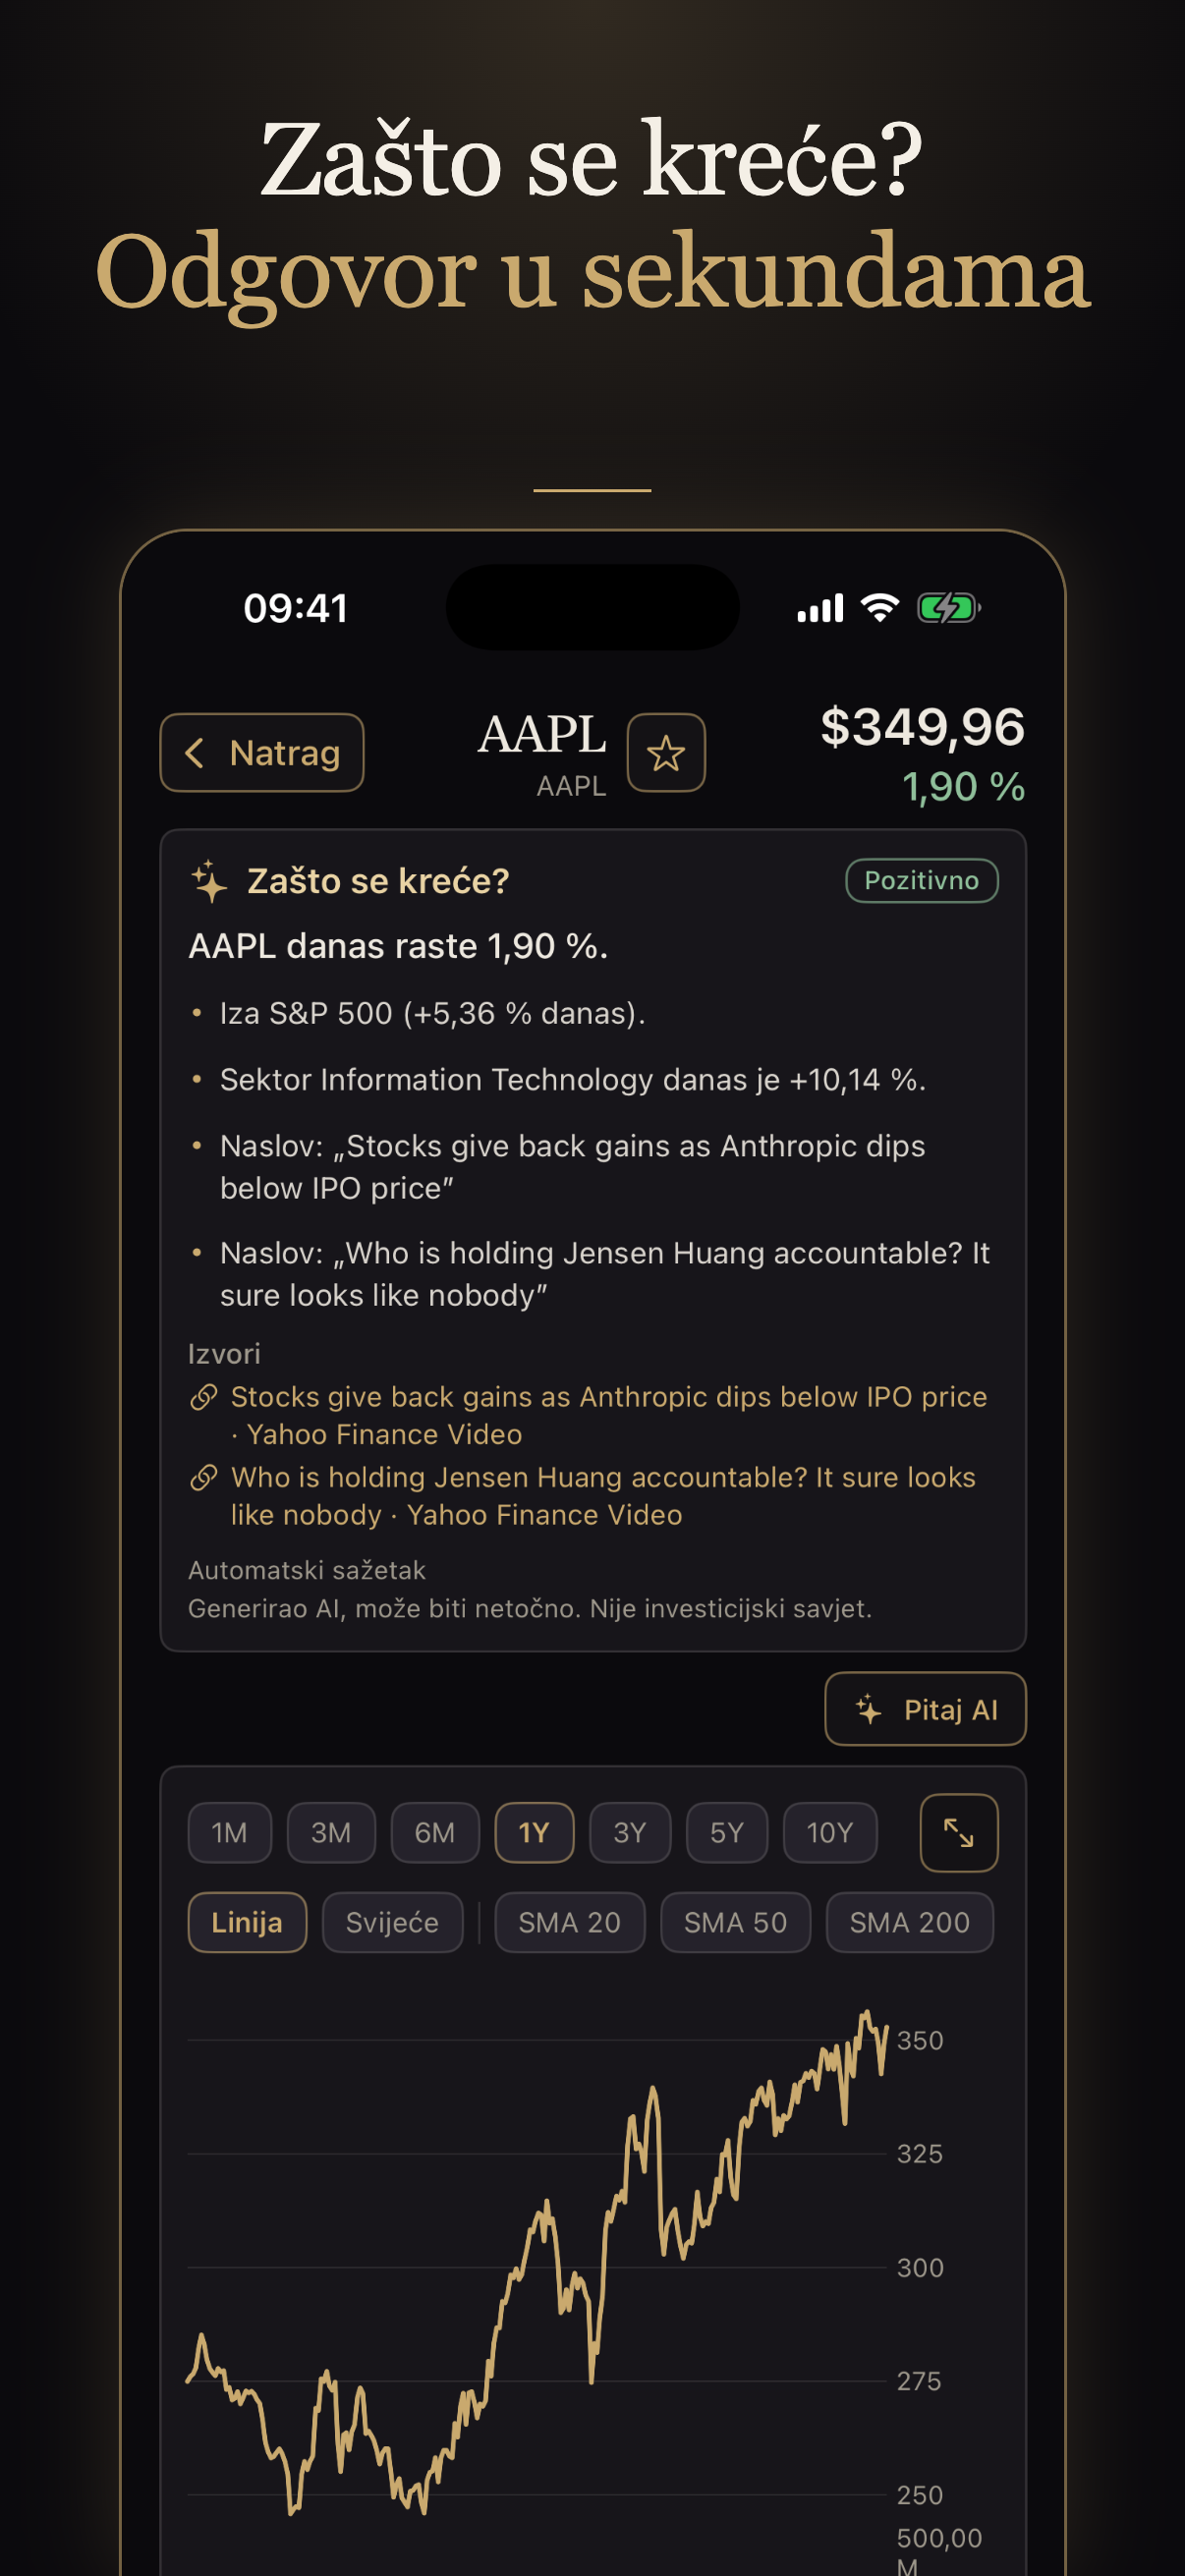 Zašto se kreće?
Odgovor u sekundama
09:41
Natrag
AAPL
AAPL
$349,96
1,90 %
Zašto se kreće?
Pozitivno
AAPL danas raste 1,90 %.
• Iza S&P 500 (+5,36 % danas).
• Sektor Information Technology danas je +10,14 %.
• Naslov: „Stocks give back gains as Anthropic dips
below IPO price”
• Naslov: „Who is holding Jensen Huang accountable? It
sure looks like nobody”
Izvori
Stocks give back gains as Anthropic dips below IPO price
· Yahoo Finance Video
Who is holding Jensen Huang accountable? It sure looks
like nobody · Yahoo Finance Video
Automatski sažetak
Generirao AI, može biti netočno. Nije investicijski savjet.
Pitaj AI
1M 3M 6M 1Y 3Y 5Y 10Y
Linija Svijeće SMA 20 SMA 50 SMA 200
350
325
300
275
250
500,00
M